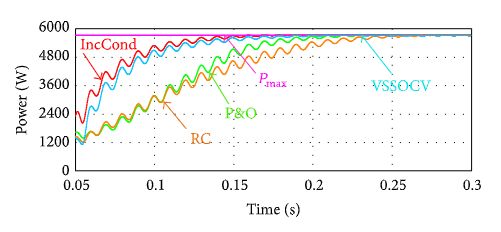 6000
4800
3600
2400
1200
0
Power (W)
IncCond
Pmax
VSSOCV
P&O
RC
0.05 0.1 0.15 0.2 0.25 0.3
Time (s)